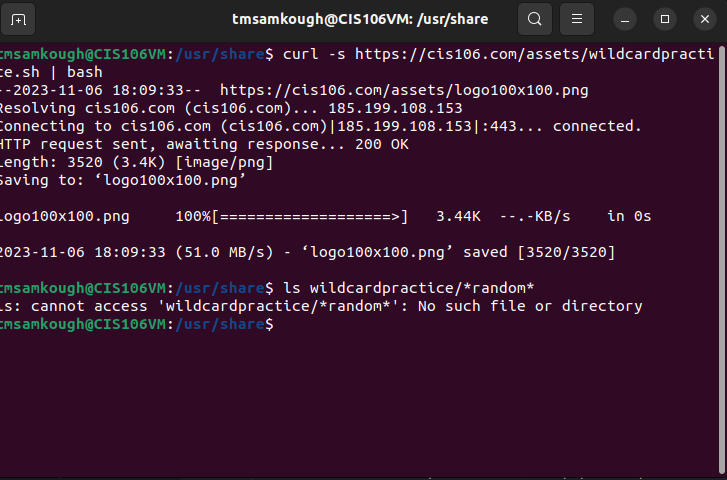 tmsamkough@CIS106VM: /usr/share
tmsamkough@CIS106VM:/usr/share$ curl -s https://cis106.com/assets/wildcardpracti
ce.sh | bash
--2023-11-06 18:09:33--  https://cis106.com/assets/logo100x100.png
Resolving cis106.com (cis106.com)... 185.199.108.153
Connecting to cis106.com (cis106.com)|185.199.108.153|:443... connected.
HTTP request sent, awaiting response... 200 OK
Length: 3520 (3.4K) [image/png]
Saving to: ‘logo100x100.png’
logo100x100.png     100%[===================>]   3.44K  --.-KB/s    in 0s
2023-11-06 18:09:33 (51.0 MB/s) - ‘logo100x100.png’ saved [3520/3520]
tmsamkough@CIS106VM:/usr/share$ ls wildcardpractice/*random*
ls: cannot access 'wildcardpractice/*random*': No such file or directory
tmsamkough@CIS106VM:/usr/share$